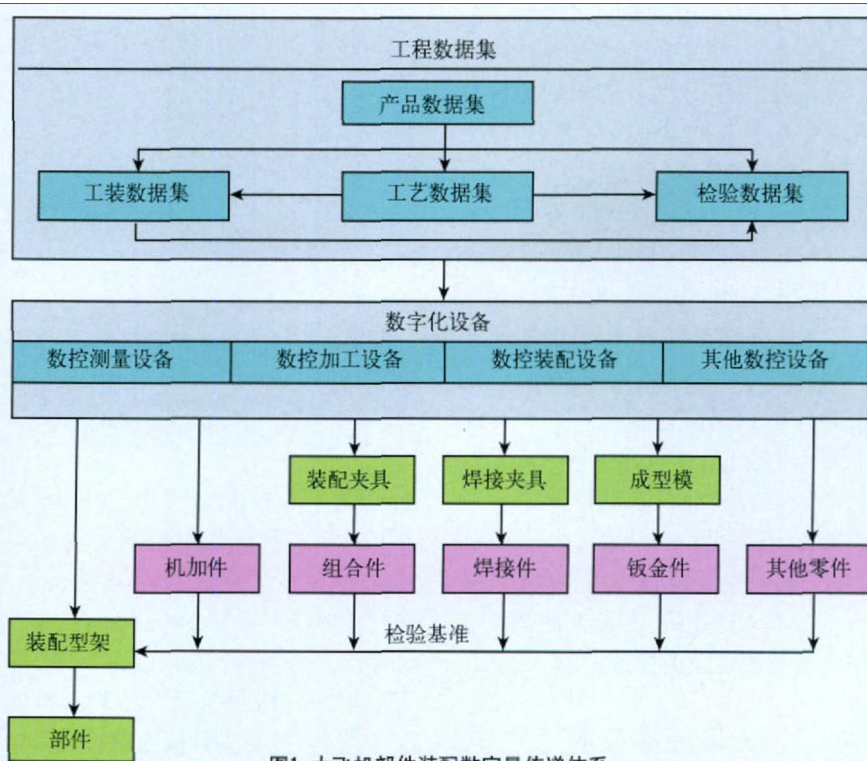 工程数据集
产品数据集
工装数据集 工艺数据集 检验数据集
数字化设备
数控测量设备 数控加工设备 数控装配设备 其他数控设备
装配夹具 焊接夹具 成型模
机加件 组合件 焊接件 钣金件 其他零件
检验基准
装配型架
部件